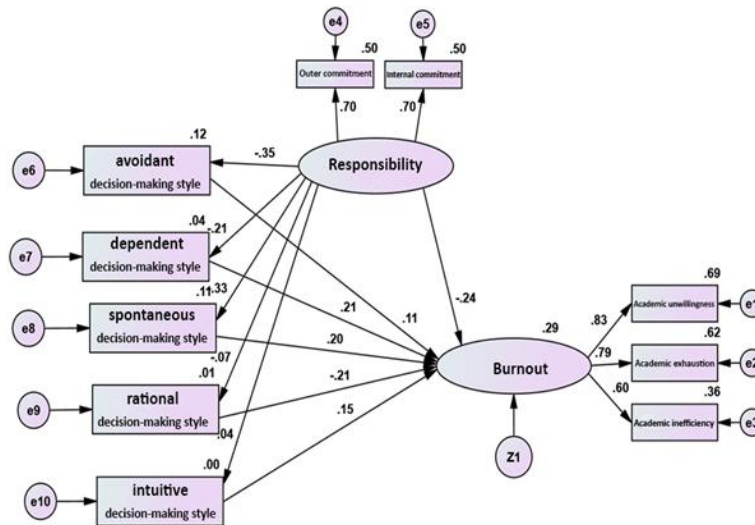 e4
e5
.50
.50
Outer commitment
Internal commitment
.70
.70
.12
-.35
Responsibility
e6
avoidant
decision-making style
.04
-.21
e7
dependent
decision-making style
.11
.33
.21
.11
-.24
.69
e8
spontaneous
decision-making style
.20
.29
.83
Academic unwillingness
.62
-.07
.01
.79
Academic exhaustion
e2
Burnout
e9
rational
decision-making style
-.21
.60
.36
Academic inefficiency
e3
.04
.15
.00
Z1
e10
intuitive
decision-making style